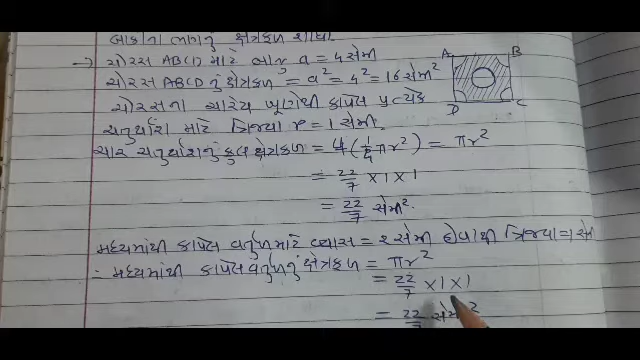 બાકીના ભાગનું ક્ષેત્રફળ શોધો
→ ચોરસ ABCD માટે બાજુ a = 4 સેમી
ચોરસ ABCD નું ક્ષેત્રફળ = a² = 4² = 16 સેમી²
A B
D C
ચોરસના ચારેય ખૂણેથી કાપેલ પ્રત્યેક
ચતુર્થાંશ માટે ત્રિજ્યા r = 1 સેમી
ચાર ચતુર્થાંશનું કુલ ક્ષેત્રફળ = 4(1/4 πr²) = πr²
= 22/7 × 1 × 1
= 22/7 સેમી²
મધ્યમાંથી કાપેલ વર્તુળ માટે વ્યાસ = 2 સેમી હોવાથી ત્રિજ્યા = 1 સેમી
∴ મધ્યમાંથી કાપેલ વર્તુળનું ક્ષેત્રફળ = πr²
= 22/7 × 1 × 1
= 22/7 સેમી²